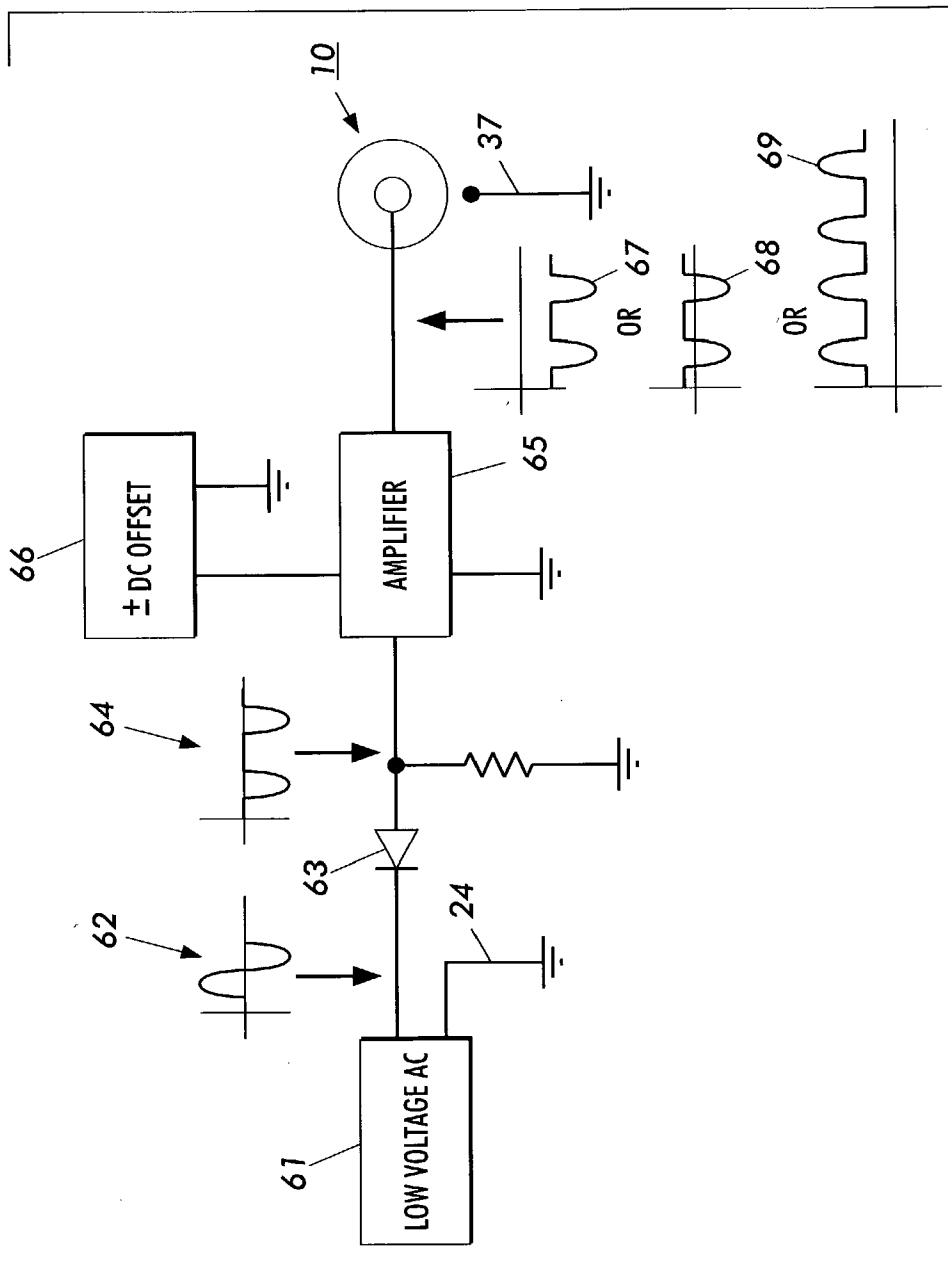 10
37
67
OR
68
OR
69
66
± DC OFFSET
AMPLIFIER
65
64
63
62
24
LOW VOLTAGE AC
61